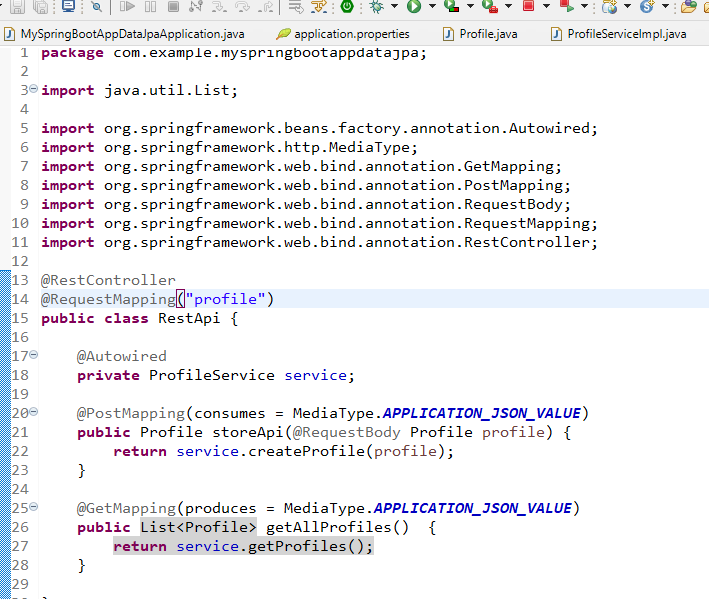 MySpringBootAppDataJpaApplication.java application.properties Profile.java ProfileServiceImpl.java
1 package com.example.myspringbootappdatajpa;
2
3 import java.util.List;
4
5 import org.springframework.beans.factory.annotation.Autowired;
6 import org.springframework.http.MediaType;
7 import org.springframework.web.bind.annotation.GetMapping;
8 import org.springframework.web.bind.annotation.PostMapping;
9 import org.springframework.web.bind.annotation.RequestBody;
10 import org.springframework.web.bind.annotation.RequestMapping;
11 import org.springframework.web.bind.annotation.RestController;
12
13 @RestController
14 @RequestMapping("profile")
15 public class RestApi {
16
17 @Autowired
18 private ProfileService service;
19
20 @PostMapping(consumes = MediaType.APPLICATION_JSON_VALUE)
21 public Profile storeApi(@RequestBody Profile profile) {
22 return service.createProfile(profile);
23 }
24
25 @GetMapping(produces = MediaType.APPLICATION_JSON_VALUE)
26 public List<Profile> getAllProfiles()  {
27 return service.getProfiles();
28 }
29